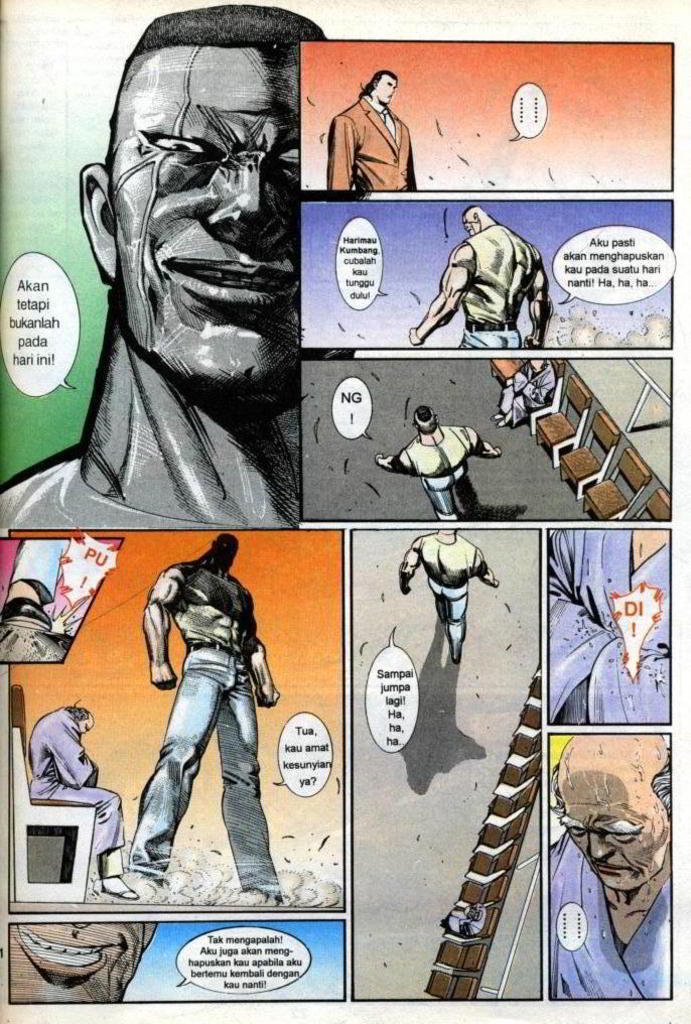 Akan
tetapi
bukanlah
pada
hari ini!
Harimau
Kumbang,
cubalah
kau
tunggu
dulu!
Aku pasti
akan menghapuskan
kau pada suatu hari
nanti! Ha, ha, ha...
NG
!
PU
!
Tua,
kau amat
kesunyian
ya?
Tak mengapalah!
Aku juga akan meng-
hapuskan kau apabila aku
bertemu kembali dengan
kau nanti!
Sampai
jumpa
lagi!
Ha,
ha,
ha..
DI
!